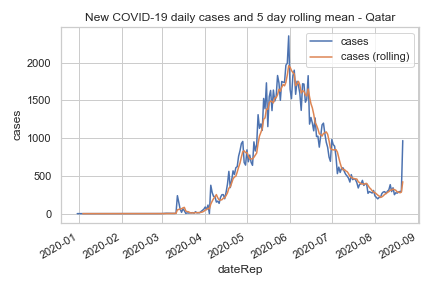 New COVID-19 daily cases and 5 day rolling mean - Qatar
cases
cases (rolling)
cases
2000
1500
1000
500
0
2020-01
2020-02
2020-03
2020-04
2020-05
2020-06
2020-07
2020-08
2020-09
dateRep